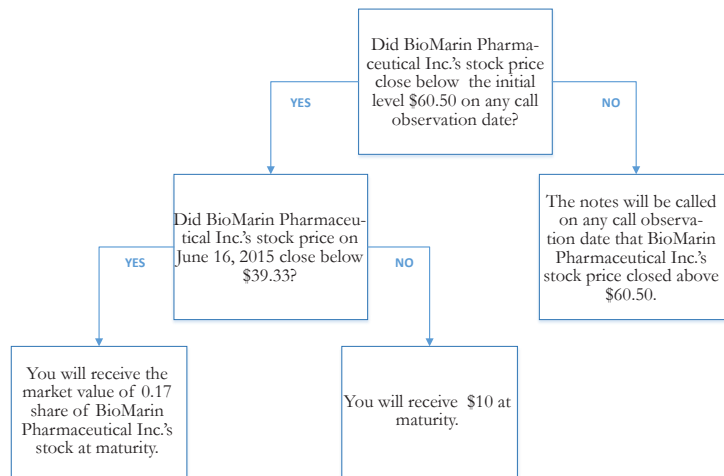 Did BioMarin Pharma-
ceutical Inc.'s stock price
close below the initial
level $60.50 on any call
observation date?
YES
NO
Did BioMarin Pharmaceu-
tical Inc.'s stock price on
June 16, 2015 close below
$39.33?
The notes will be called
on any call observa-
tion date that BioMarin
Pharmaceutical Inc.'s
stock price closed above
$60.50.
YES
NO
You will receive the
market value of 0.17
share of BioMarin
Pharmaceutical Inc.'s
stock at maturity.
You will receive $10 at
maturity.